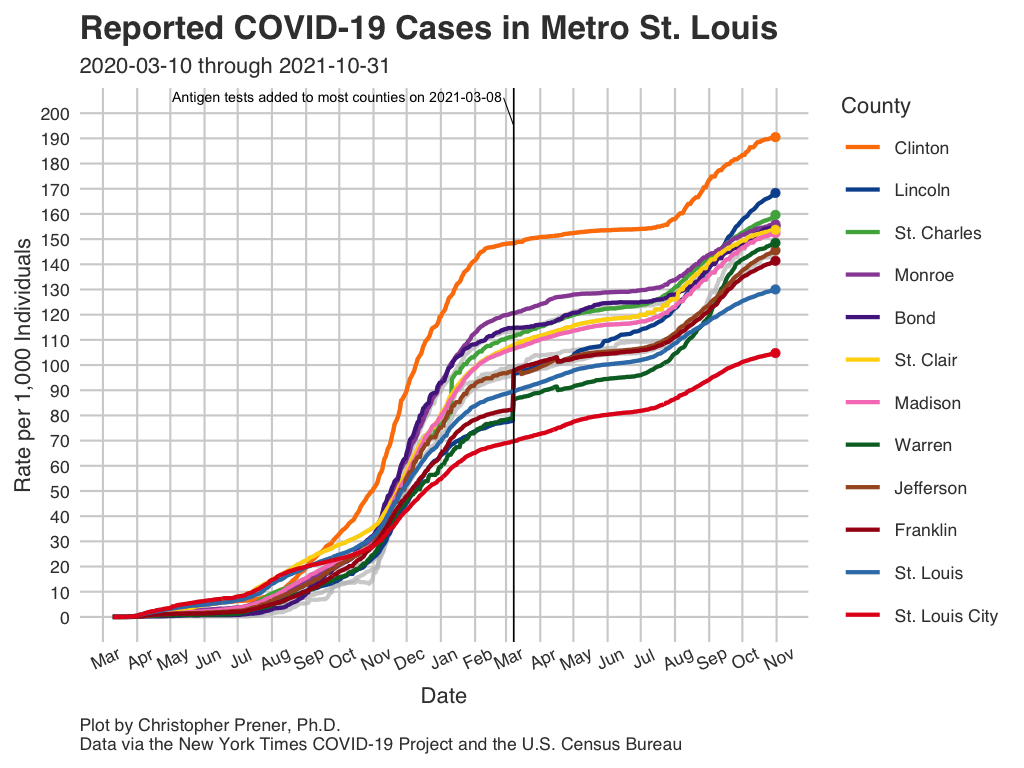 Reported COVID-19 Cases in Metro St. Louis
2020-03-10 through 2021-10-31
Antigen tests added to most counties on 2021-03-08
Rate per 1,000 Individuals
200
190
180
170
160
150
140
130
120
110
100
90
80
70
60
50
40
30
20
10
0
Mar Apr May Jun Jul Aug Sep Oct Nov Dec Jan Feb Mar Apr May Jun Jul Aug Sep Oct Nov
Date
County
Clinton
Lincoln
St. Charles
Monroe
Bond
St. Clair
Madison
Warren
Jefferson
Franklin
St. Louis
St. Louis City
Plot by Christopher Prener, Ph.D.
Data via the New York Times COVID-19 Project and the U.S. Census Bureau